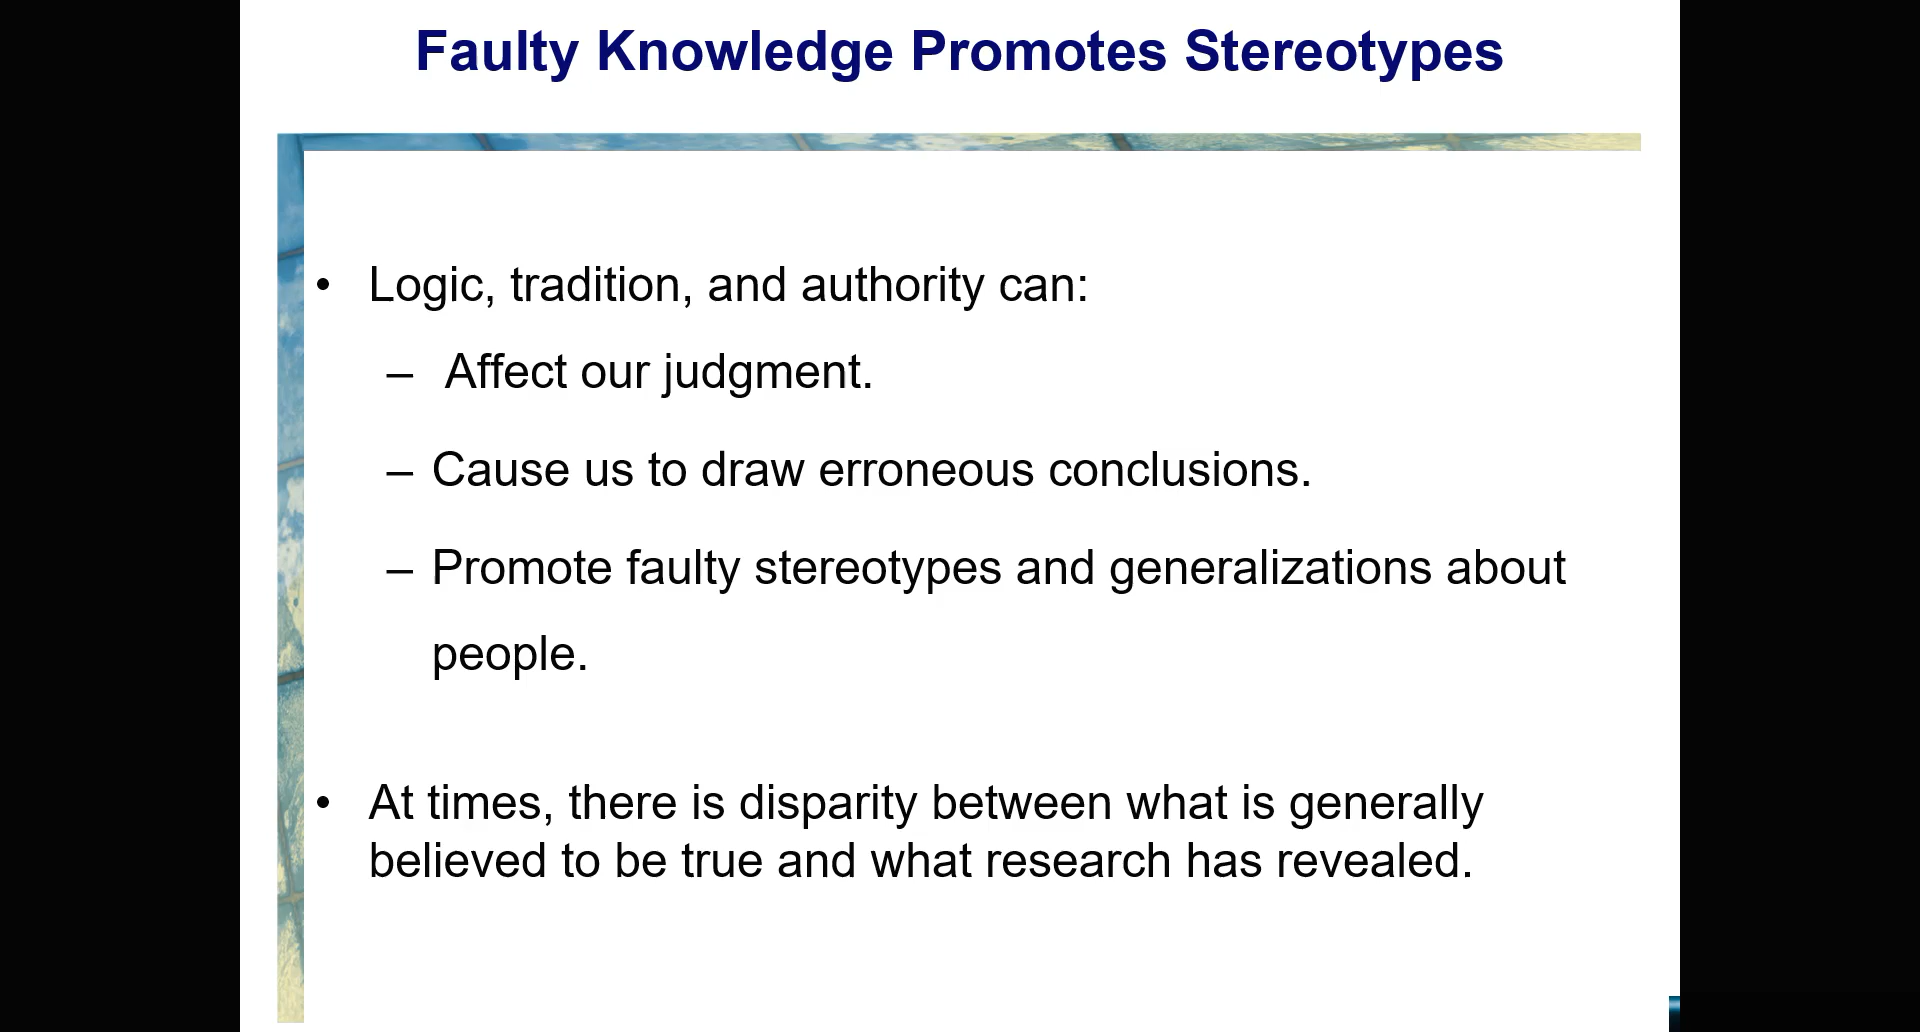 Faulty Knowledge Promotes Stereotypes
• Logic, tradition, and authority can:
– Affect our judgment.
– Cause us to draw erroneous conclusions.
– Promote faulty stereotypes and generalizations about
people.
• At times, there is disparity between what is generally
believed to be true and what research has revealed.